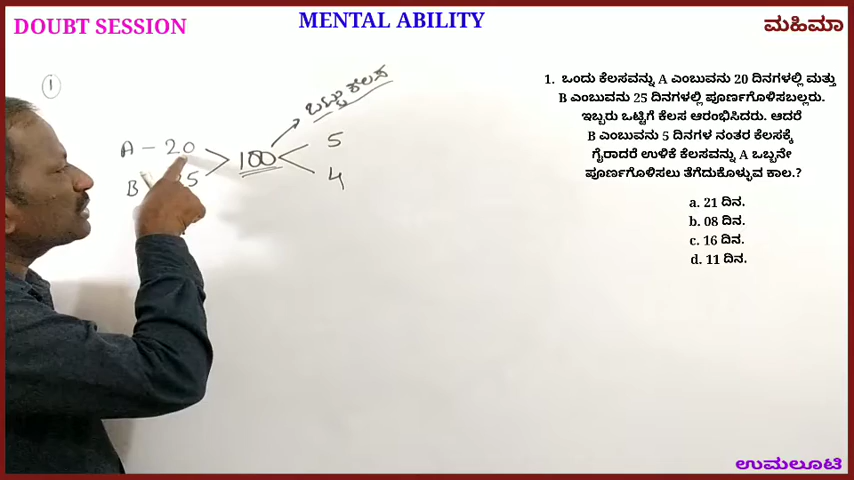 DOUBT SESSION
MENTAL ABILITY
ಮಹಿಮಾ
1. ಒಂದು ಕೆಲಸವನ್ನು A ಎಂಬುವನು 20 ದಿನಗಳಲ್ಲಿ ಮತ್ತು
B ಎಂಬುವನು 25 ದಿನಗಳಲ್ಲಿ ಪೂರ್ಣಗೊಳಿಸಬಲ್ಲರು.
ಇಬ್ಬರು ಒಟ್ಟಿಗೆ ಕೆಲಸ ಆರಂಭಿಸಿದರು. ಆದರೆ
B ಎಂಬುವನು 5 ದಿನಗಳ ನಂತರ ಕೆಲಸಕ್ಕೆ
ಗೈರಾದರೆ ಉಳಿಕೆ ಕೆಲಸವನ್ನು A ಒಬ್ಬನೇ
ಪೂರ್ಣಗೊಳಿಸಲು ತೆಗೆದುಕೊಳ್ಳುವ ಕಾಲ.?
a. 21 ದಿನ.
b. 08 ದಿನ.
c. 16 ದಿನ.
d. 11 ದಿನ.
1
ಒಟ್ಟು ಕೆಲಸ
A - 20
B 5
100
5
4
ಉಮಲೂಟಿ